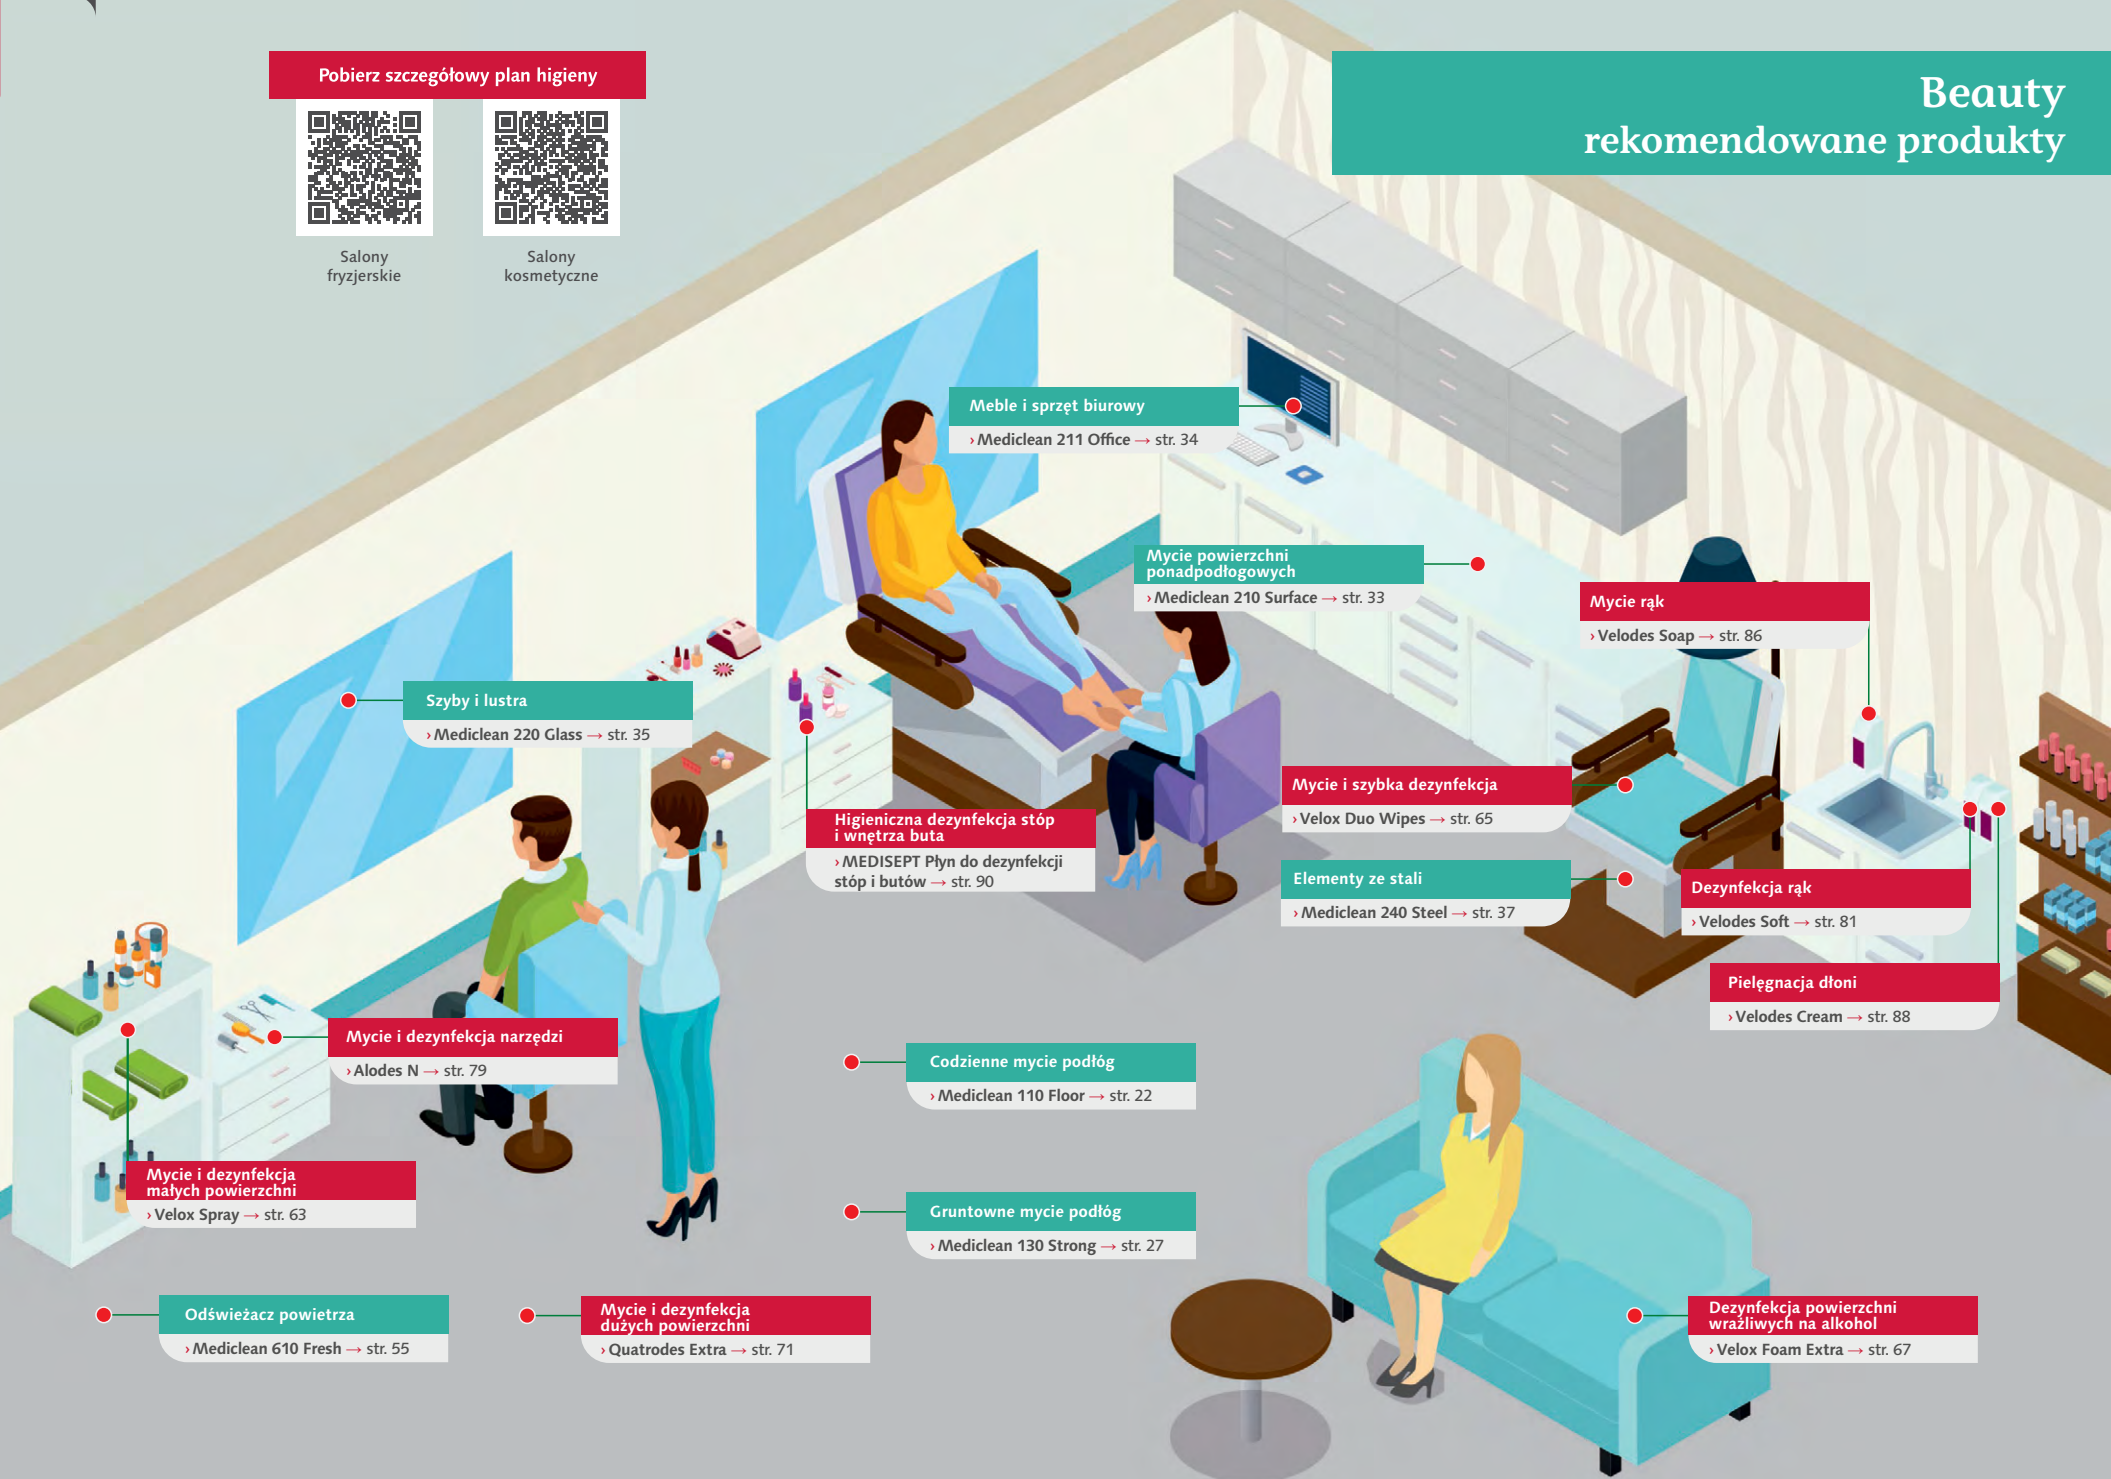 Pobierz szczegółowy plan higieny
Salony
fryzjerskie
Salony
kosmetyczne
Beauty
rekomendowane produkty
Meble i sprzęt biurowy
› Mediclean 211 Office → str. 34
Mycie powierzchni
ponadpodłogowych
› Mediclean 210 Surface → str. 33
Mycie rąk
› Velodes Soap → str. 86
Szyby i lustra
› Mediclean 220 Glass → str. 35
Mycie i szybka dezynfekcja
› Velox Duo Wipes → str. 65
Higieniczna dezynfekcja stóp
i wnętrza buta
› MEDISEPT Płyn do dezynfekcji
stóp i butów → str. 90
Elementy ze stali
› Mediclean 240 Steel → str. 37
Dezynfekcja rąk
› Velodes Soft → str. 81
Pielęgnacja dłoni
› Velodes Cream → str. 88
Mycie i dezynfekcja narzędzi
› Alodes N → str. 79
Codzienne mycie podłóg
› Mediclean 110 Floor → str. 22
Mycie i dezynfekcja
małych powierzchni
› Velox Spray → str. 63
Gruntowne mycie podłóg
› Mediclean 130 Strong → str. 27
Odświeżacz powietrza
› Mediclean 610 Fresh → str. 55
Mycie i dezynfekcja
dużych powierzchni
› Quatrodes Extra → str. 71
Dezynfekcja powierzchni
wrażliwych na alkohol
› Velox Foam Extra → str. 67